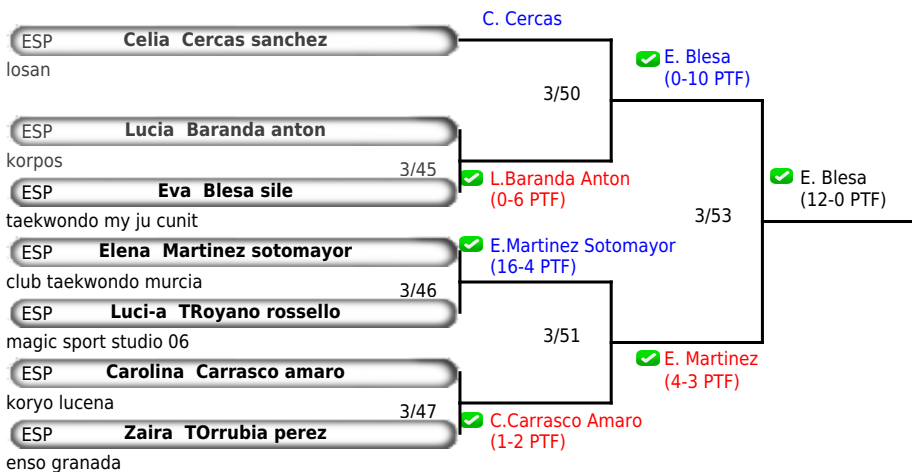 C. Cercas
ESP Celia Cercas sanchez
losan
E. Blesa
(0-10 PTF)
3/50
ESP Lucia Baranda anton
korpos
3/45
ESP Eva Blesa sile
taekwondo my ju cunit
L.Baranda Anton
(0-6 PTF)
E. Blesa
(12-0 PTF)
3/53
ESP Elena Martinez sotomayor
club taekwondo murcia
E.Martinez Sotomayor
(16-4 PTF)
3/46
ESP Luci-a TRoyano rossello
magic sport studio 06
3/51
E. Martinez
(4-3 PTF)
ESP Carolina Carrasco amaro
koryo lucena
3/47
ESP Zaira TOrrubia perez
enso granada
C.Carrasco Amaro
(1-2 PTF)